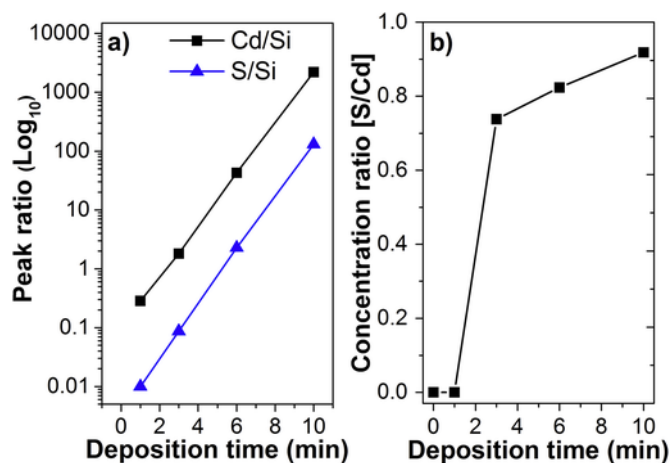 a)
Cd/Si
S/Si
Peak ratio (Log10)
10000
1000
100
10
1
0.1
0.01
0 2 4 6 8 10
Deposition time (min)
b)
Concentration ratio [S/Cd]
1.0
0.8
0.6
0.4
0.2
0.0
0 2 4 6 8 10
Deposition time (min)